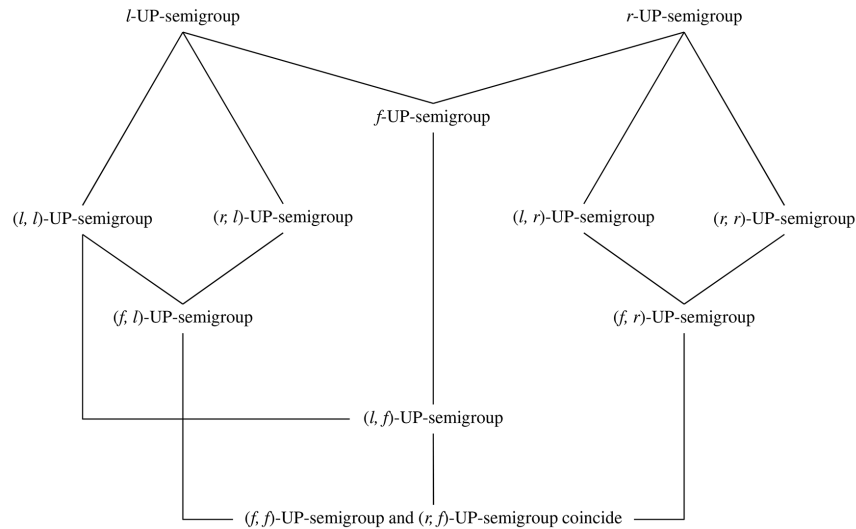 l-UP-semigroup r-UP-semigroup
f-UP-semigroup
(l, l)-UP-semigroup (r, l)-UP-semigroup (l, r)-UP-semigroup (r, r)-UP-semigroup
(f, l)-UP-semigroup (f, r)-UP-semigroup
(l, f)-UP-semigroup
(f, f)-UP-semigroup and (r, f)-UP-semigroup coincide